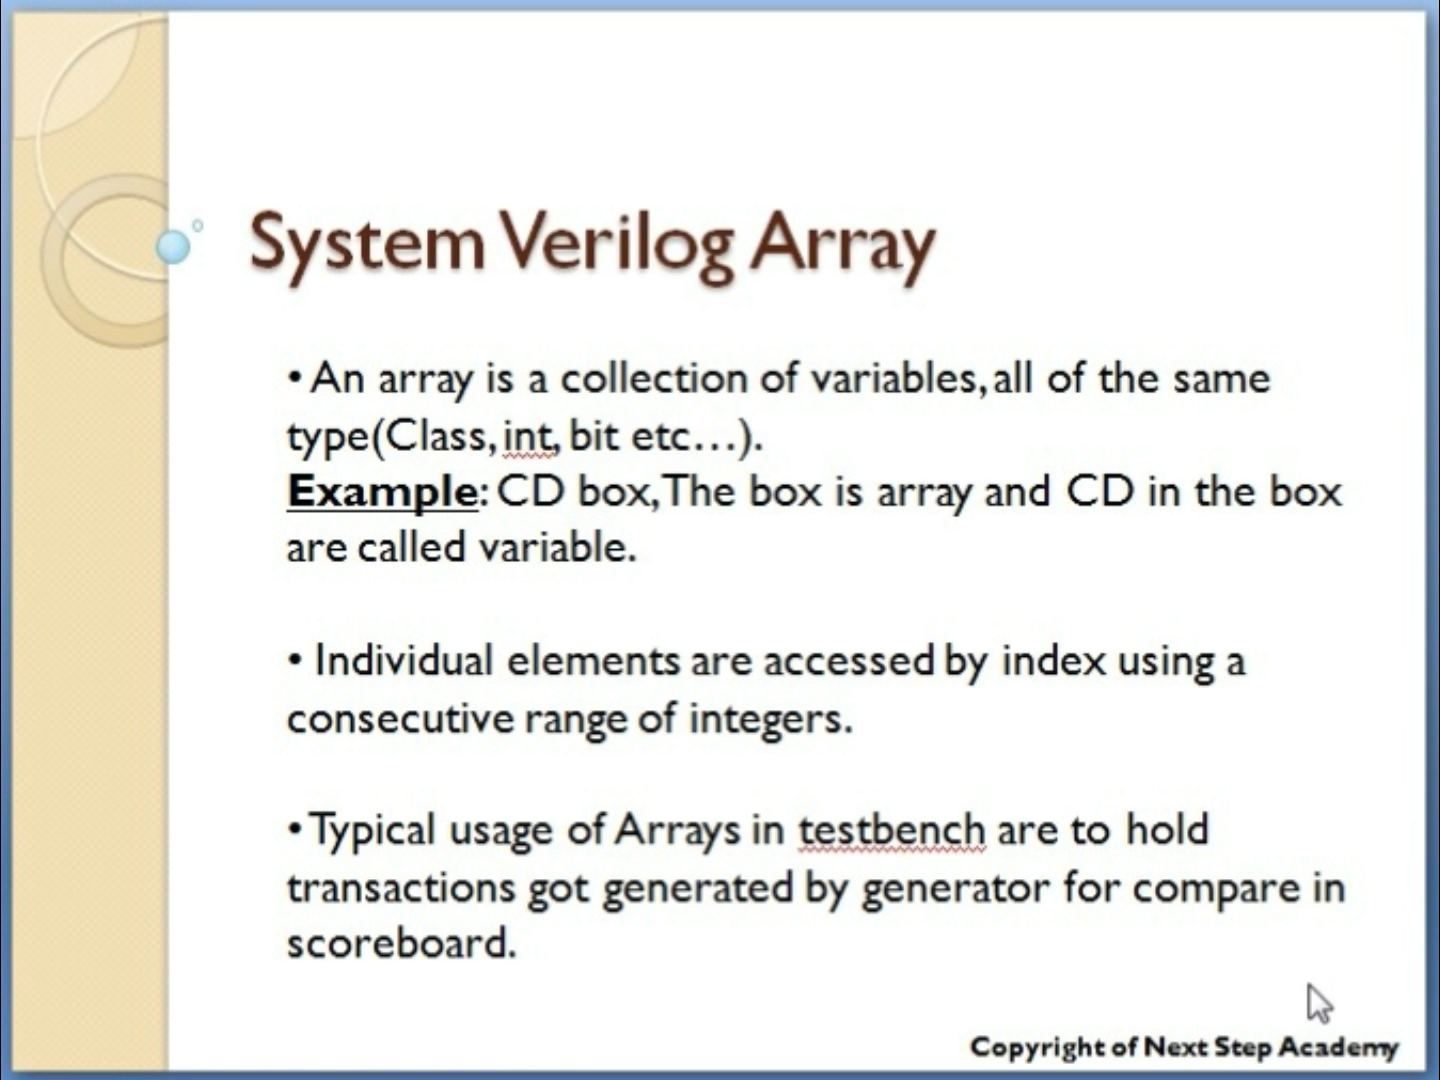 System Verilog Array
• An array is a collection of variables,all of the same
type(Class,int, bit etc...).
Example: CD box,The box is array and CD in the box
are called variable.
• Individual elements are accessed by index using a
consecutive range of integers.
• Typical usage of Arrays in testbench are to hold
transactions got generated by generator for compare in
scoreboard.
Copyright of Next Step Academy